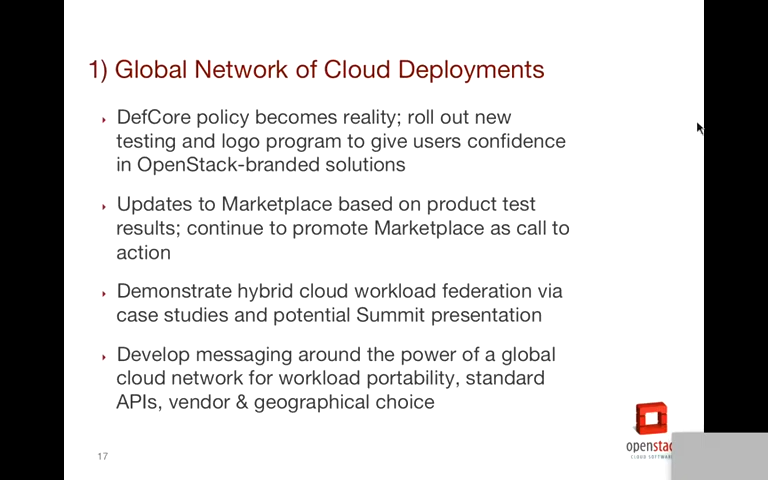 1) Global Network of Cloud Deployments
DefCore policy becomes reality; roll out new
testing and logo program to give users confidence
in OpenStack-branded solutions
Updates to Marketplace based on product test
results; continue to promote Marketplace as call to
action
Demonstrate hybrid cloud workload federation via
case studies and potential Summit presentation
Develop messaging around the power of a global
cloud network for workload portability, standard
APIs, vendor & geographical choice
17